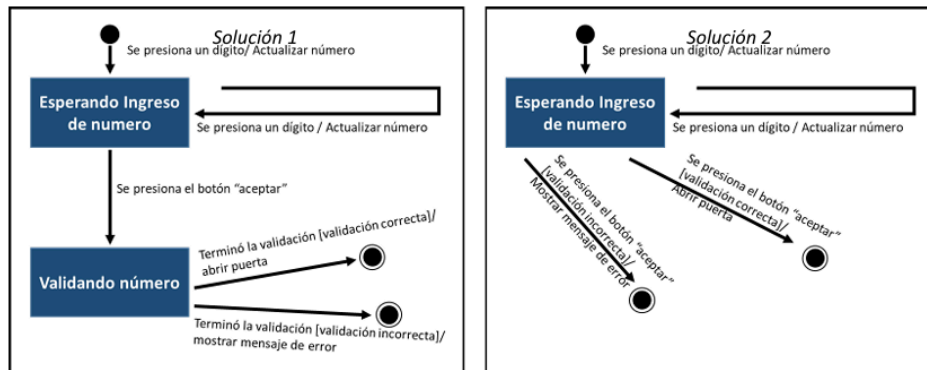 Solución 1
Se presiona un dígito/ Actualizar número
Esperando Ingreso
de numero
Se presiona un dígito / Actualizar número
Se presiona el botón “aceptar”
Terminó la validación [validación correcta]/
abrir puerta
Validando número
Terminó la validación [validación incorrecta]/
mostrar mensaje de error
Solución 2
Se presiona un dígito/ Actualizar número
Esperando Ingreso
de numero
Se presiona un dígito / Actualizar número
Se presiona el botón “aceptar”
[validación incorrecta]/
Mostrar mensaje de error
Se presiona el botón “aceptar”
[validación correcta]/
Abrir puerta